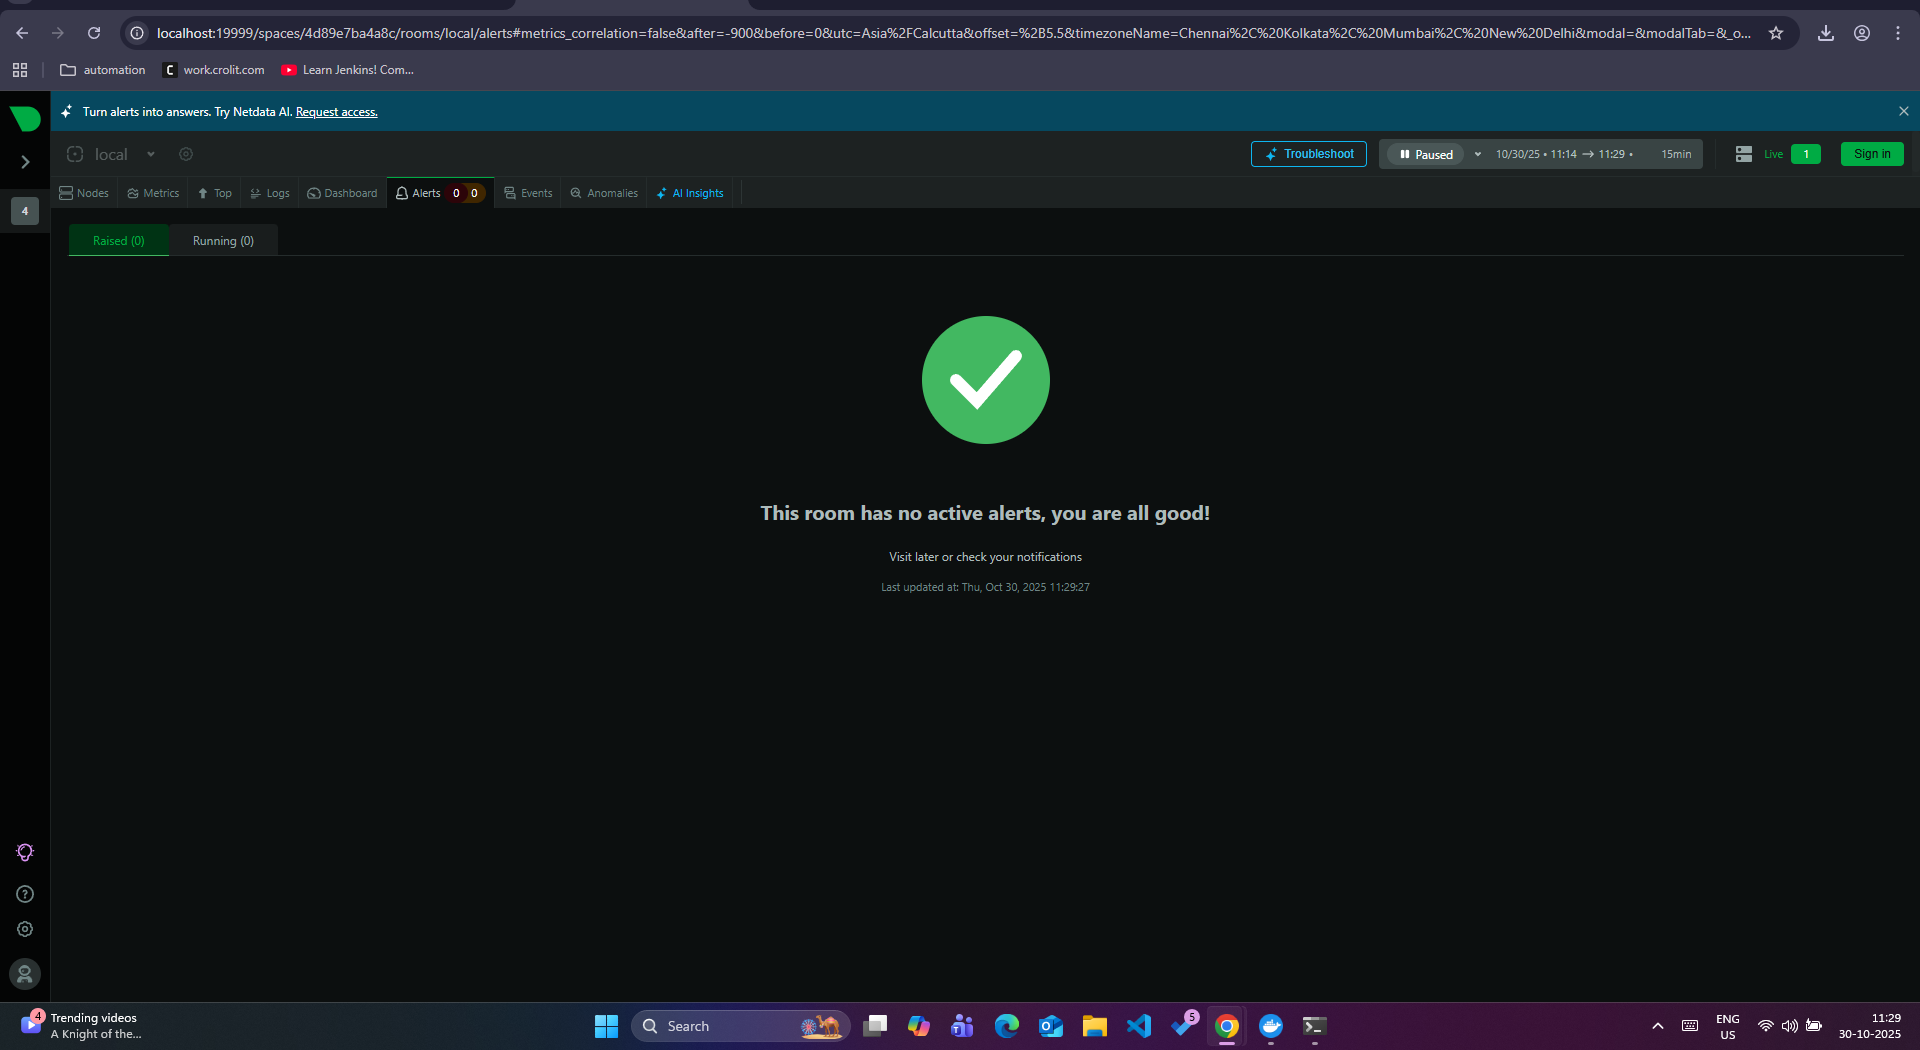 localhost:19999/spaces/4d89e7ba4a8c/rooms/local/alerts#metrics_correlation=false&after=-900&before=0&utc=Asia%2FCalcutta&offset=%2B5.5&timezoneName=Chennai%2C%20Kolkata%2C%20Mumbai%2C%20New%20Delhi&modal=&modalTab=&_o...
automation
C work.crolit.com
Learn Jenkins! Com...
Turn alerts into answers. Try Netdata AI. Request access.
local
Troubleshoot
Paused
10/30/25 • 11:14 → 11:29 •
15min
Live
1
Sign in
Nodes
Metrics
Top
Logs
Dashboard
Alerts 0 0
Events
Anomalies
AI Insights
4
Raised (0)
Running (0)
This room has no active alerts, you are all good!
Visit later or check your notifications
Last updated at: Thu, Oct 30, 2025 11:29:27
4
Trending videos
A Knight of the...
Search
5
ENG
US
11:29
30-10-2025